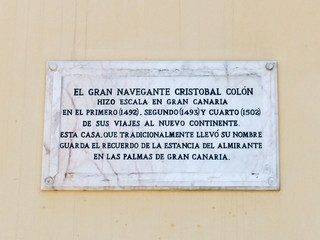 EL GRAN NAVEGANTE CRISTOBAL COLÓN
HIZO ESCALA EN GRAN CANARIA
EN EL PRIMERO (1492), SEGUNDO (1493) Y CUARTO (1502)
DE SUS VIAJES AL NUEVO CONTINENTE.
ESTA CASA, QUE TRADICIONALMENTE LLEVÓ SU NOMBRE
GUARDA EL RECUERDO DE LA ESTANCIA DEL ALMIRANTE
EN LAS PALMAS DE GRAN CANARIA.